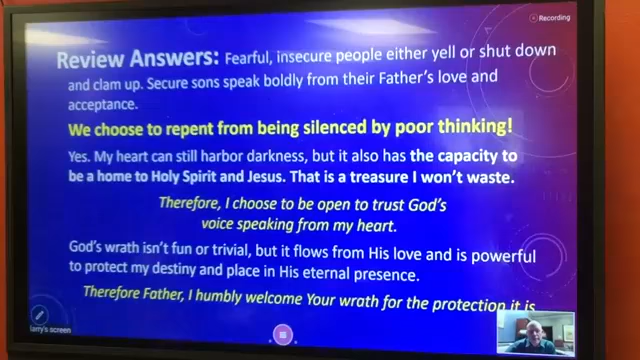 Recording
Review Answers: Fearful, insecure people either yell or shut down
and clam up. Secure sons speak boldly from their Father's love and
acceptance.
We choose to repent from being silenced by poor thinking!
Yes. My heart can still harbor darkness, but it also has the capacity to
be a home to Holy Spirit and Jesus. That is a treasure I won't waste.
Therefore, I choose to be open to trust God's
voice speaking from my heart.
God's wrath isn't fun or trivial, but it flows from His love and is powerful
to protect my destiny and place in His eternal presence.
Therefore Father, I humbly welcome Your wrath for the protection it is
larry's screen